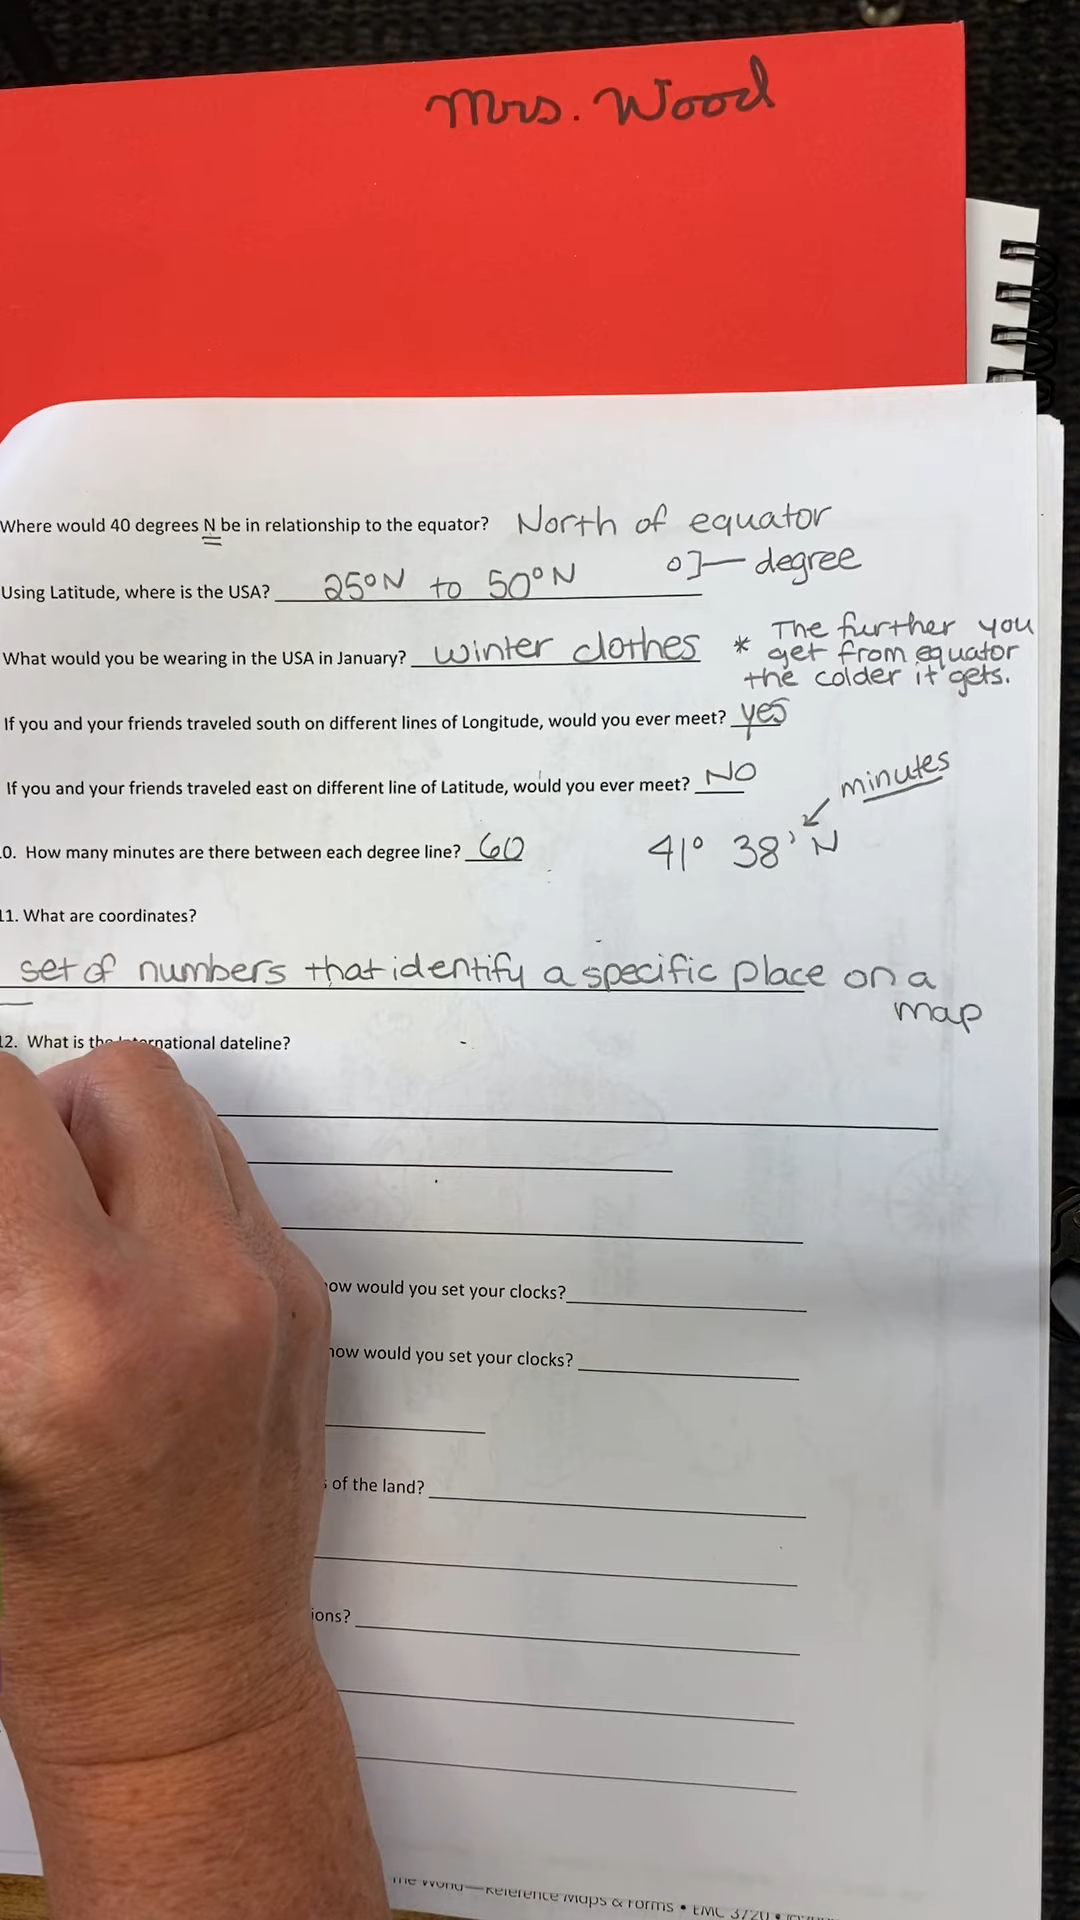 Mrs. Wood
Where would 40 degrees N be in relationship to the equator? North of equator
Using Latitude, where is the USA? 25°N to 50°N o]— degree
What would you be wearing in the USA in January? winter clothes * The further you get from equator the colder it gets.
If you and your friends traveled south on different lines of Longitude, would you ever meet? yes
If you and your friends traveled east on different line of Latitude, would you ever meet? NO
minutes
0. How many minutes are there between each degree line? 60 41° 38' N
11. What are coordinates?
set of numbers that identify a specific place on a
map
12. What is the international dateline?
how would you set your clocks?
how would you set your clocks?
of the land?
ions?
The World—Reference Maps & Forms • EMC 3720 •